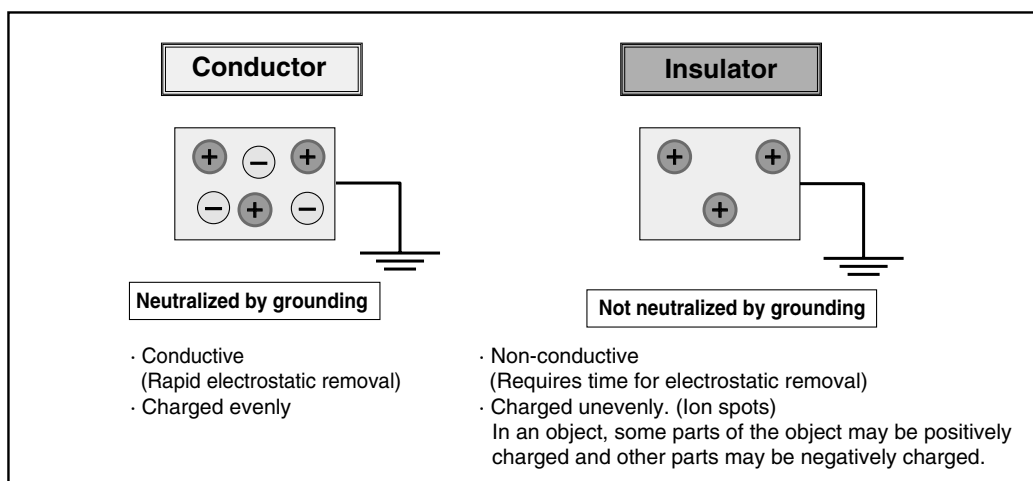 Conductor
Insulator
+ − +
− + −
+ +
+
Neutralized by grounding
Not neutralized by grounding
· Conductive
(Rapid electrostatic removal)
· Charged evenly
· Non-conductive
(Requires time for electrostatic removal)
· Charged unevenly. (Ion spots)
In an object, some parts of the object may be positively
charged and other parts may be negatively charged.